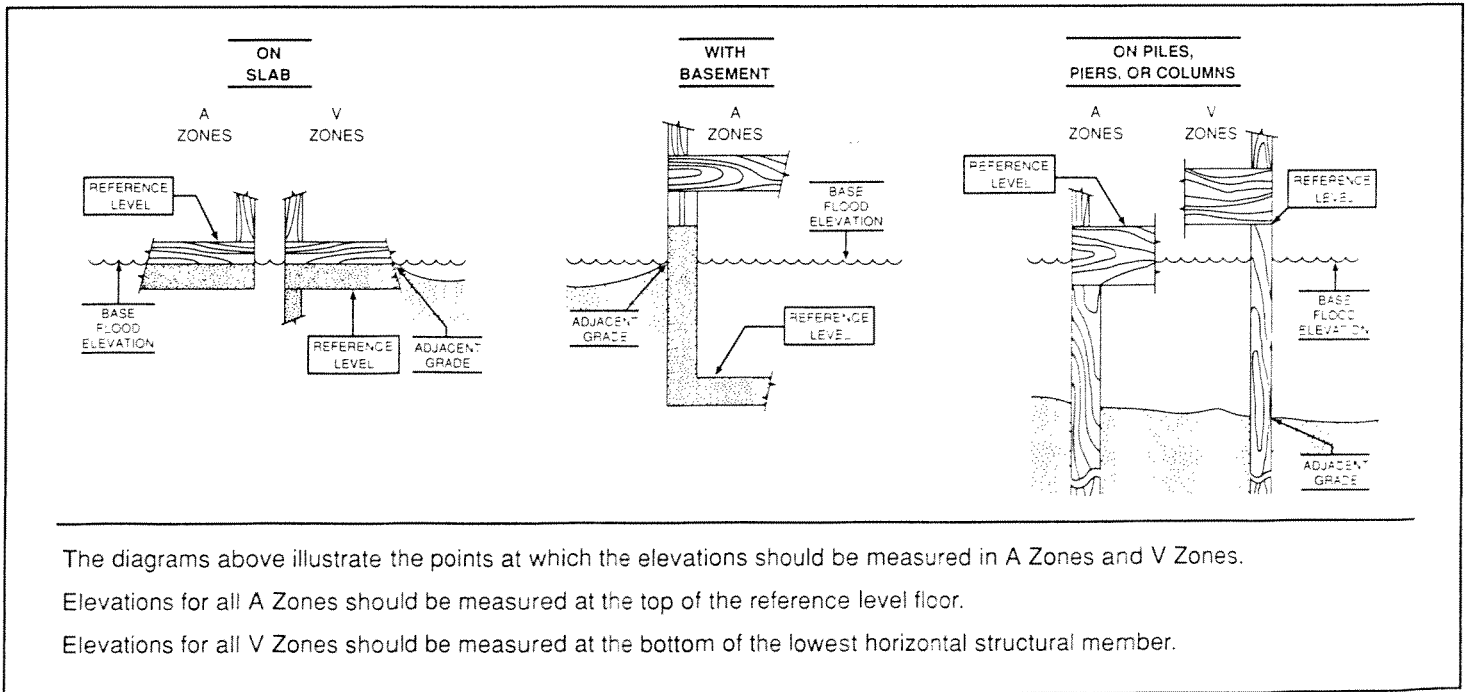 ON
SLAB
A
ZONES
V
ZONES
REFERENCE
LEVEL
BASE
FLOOD
ELEVATION
REFERENCE
LEVEL
ADJACENT
GRADE
WITH
BASEMENT
A
ZONES
BASE
FLOOD
ELEVATION
ADJACENT
GRADE
REFERENCE
LEVEL
ON PILES,
PIERS, OR COLUMNS
A
ZONES
V
ZONES
REFERENCE
LEVEL
REFERENCE
LEVEL
BASE
FLOOD
ELEVATION
ADJACENT
GRADE
The diagrams above illustrate the points at which the elevations should be measured in A Zones and V Zones.
Elevations for all A Zones should be measured at the top of the reference level floor.
Elevations for all V Zones should be measured at the bottom of the lowest horizontal structural member.